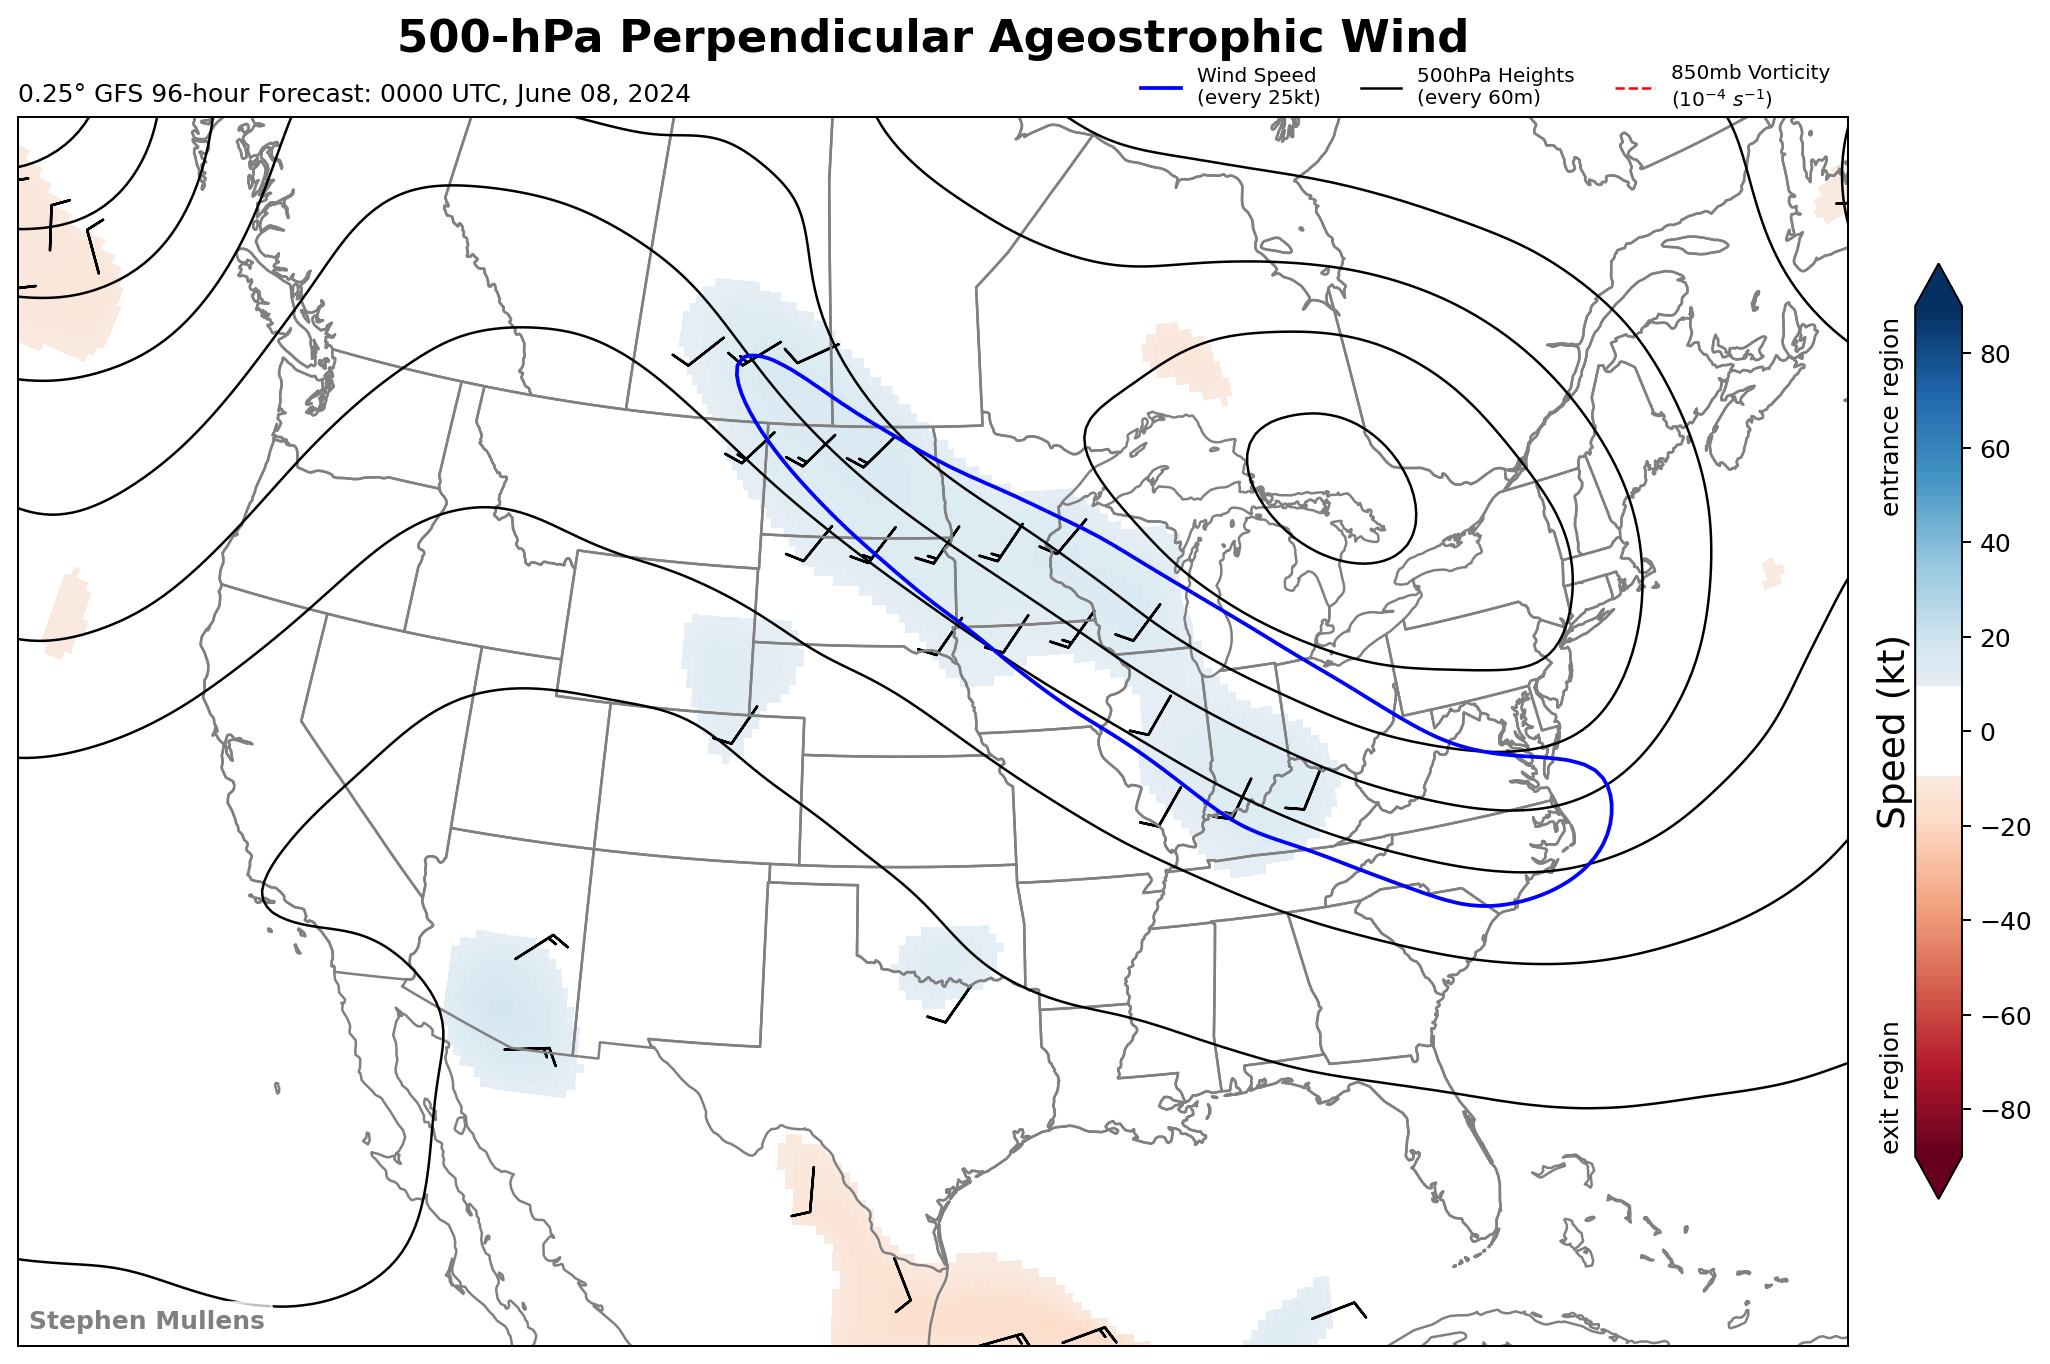 500-hPa Perpendicular Ageostrophic Wind
0.25° GFS 96-hour Forecast: 0000 UTC, June 08, 2024
Wind Speed
(every 25kt)
500hPa Heights
(every 60m)
850mb Vorticity
(10⁻⁴ s⁻¹)
entrance region
Speed (kt)
exit region
80
60
40
20
0
−20
−40
−60
−80
Stephen Mullens